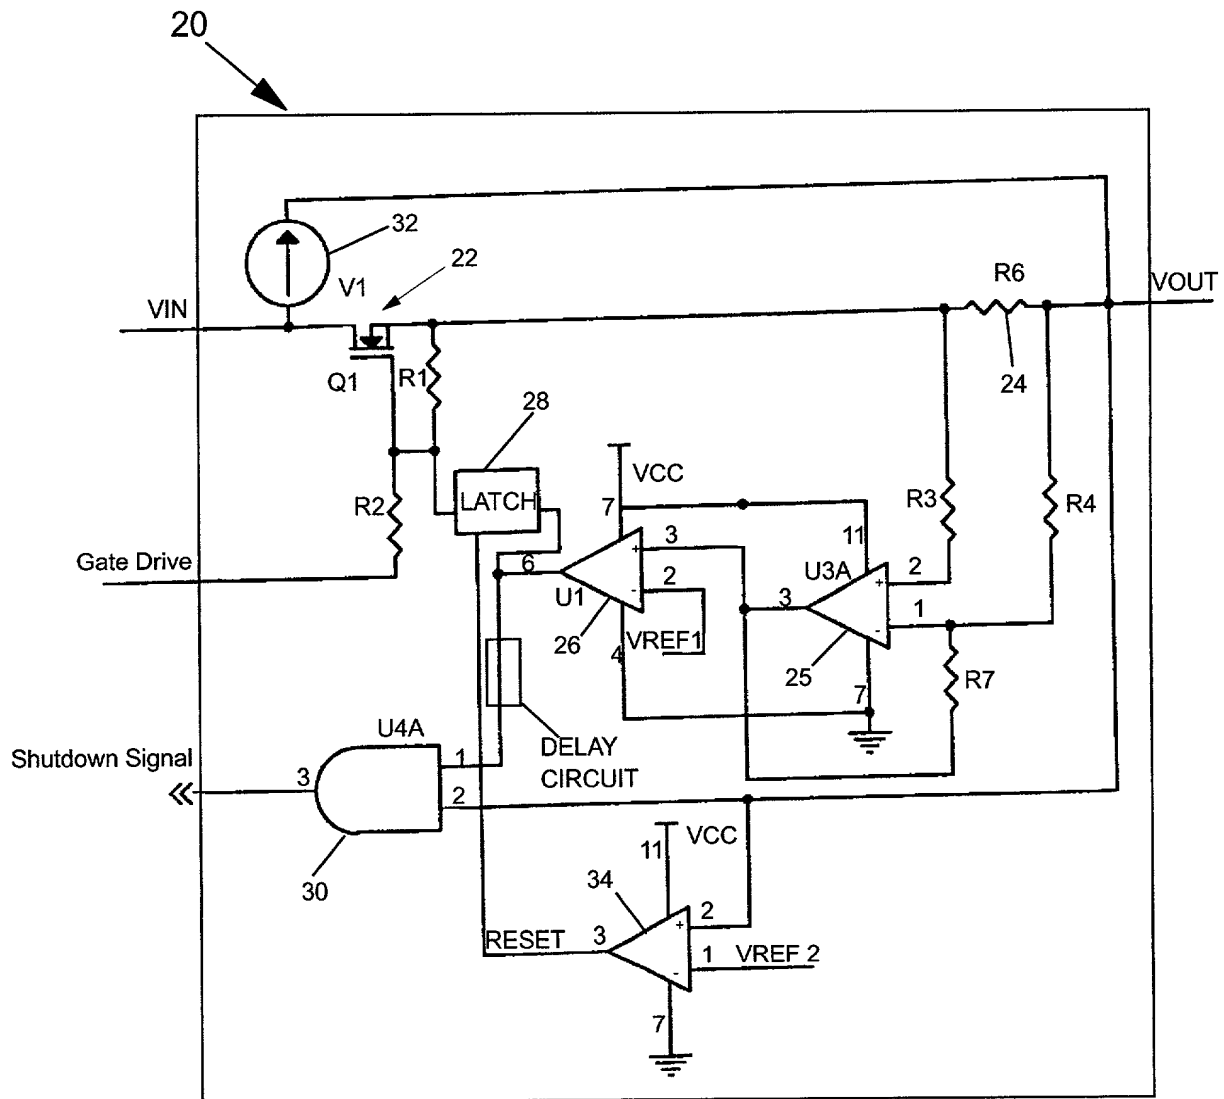 20
32
V1
22
VIN
R6
VOUT
24
Q1
R1
28
LATCH
VCC
7
R3
R4
R2
11
3
6
Gate Drive
U3A
2
2
+
-
+
-
U1
3
1
26
VREF1
4
25
R7
7
U4A
DELAY
CIRCUIT
Shutdown Signal
3
1
2
VCC
11
30
34
2
+
RESET
3
1
VREF 2
-
7